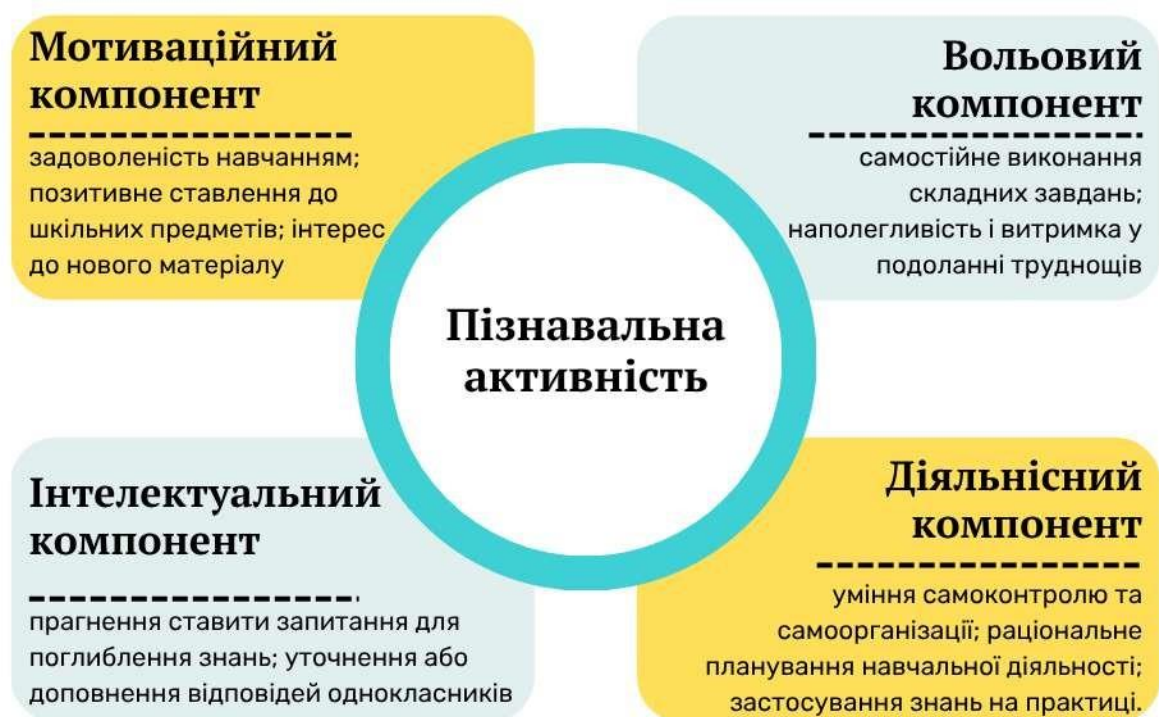 Мотиваційний
компонент
задоволеність навчанням;
позитивне ставлення до
шкільних предметів; інтерес
до нового матеріалу
Вольовий
компонент
самостійне виконання
складних завдань;
наполегливість і витримка у
подоланні труднощів
Пізнавальна
активність
Інтелектуальний
компонент
прагнення ставити запитання для
поглиблення знань; уточнення або
доповнення відповідей однокласників
Діяльнісний
компонент
уміння самоконтролю та
самоорганізації; раціональне
планування навчальної діяльності;
застосування знань на практиці.